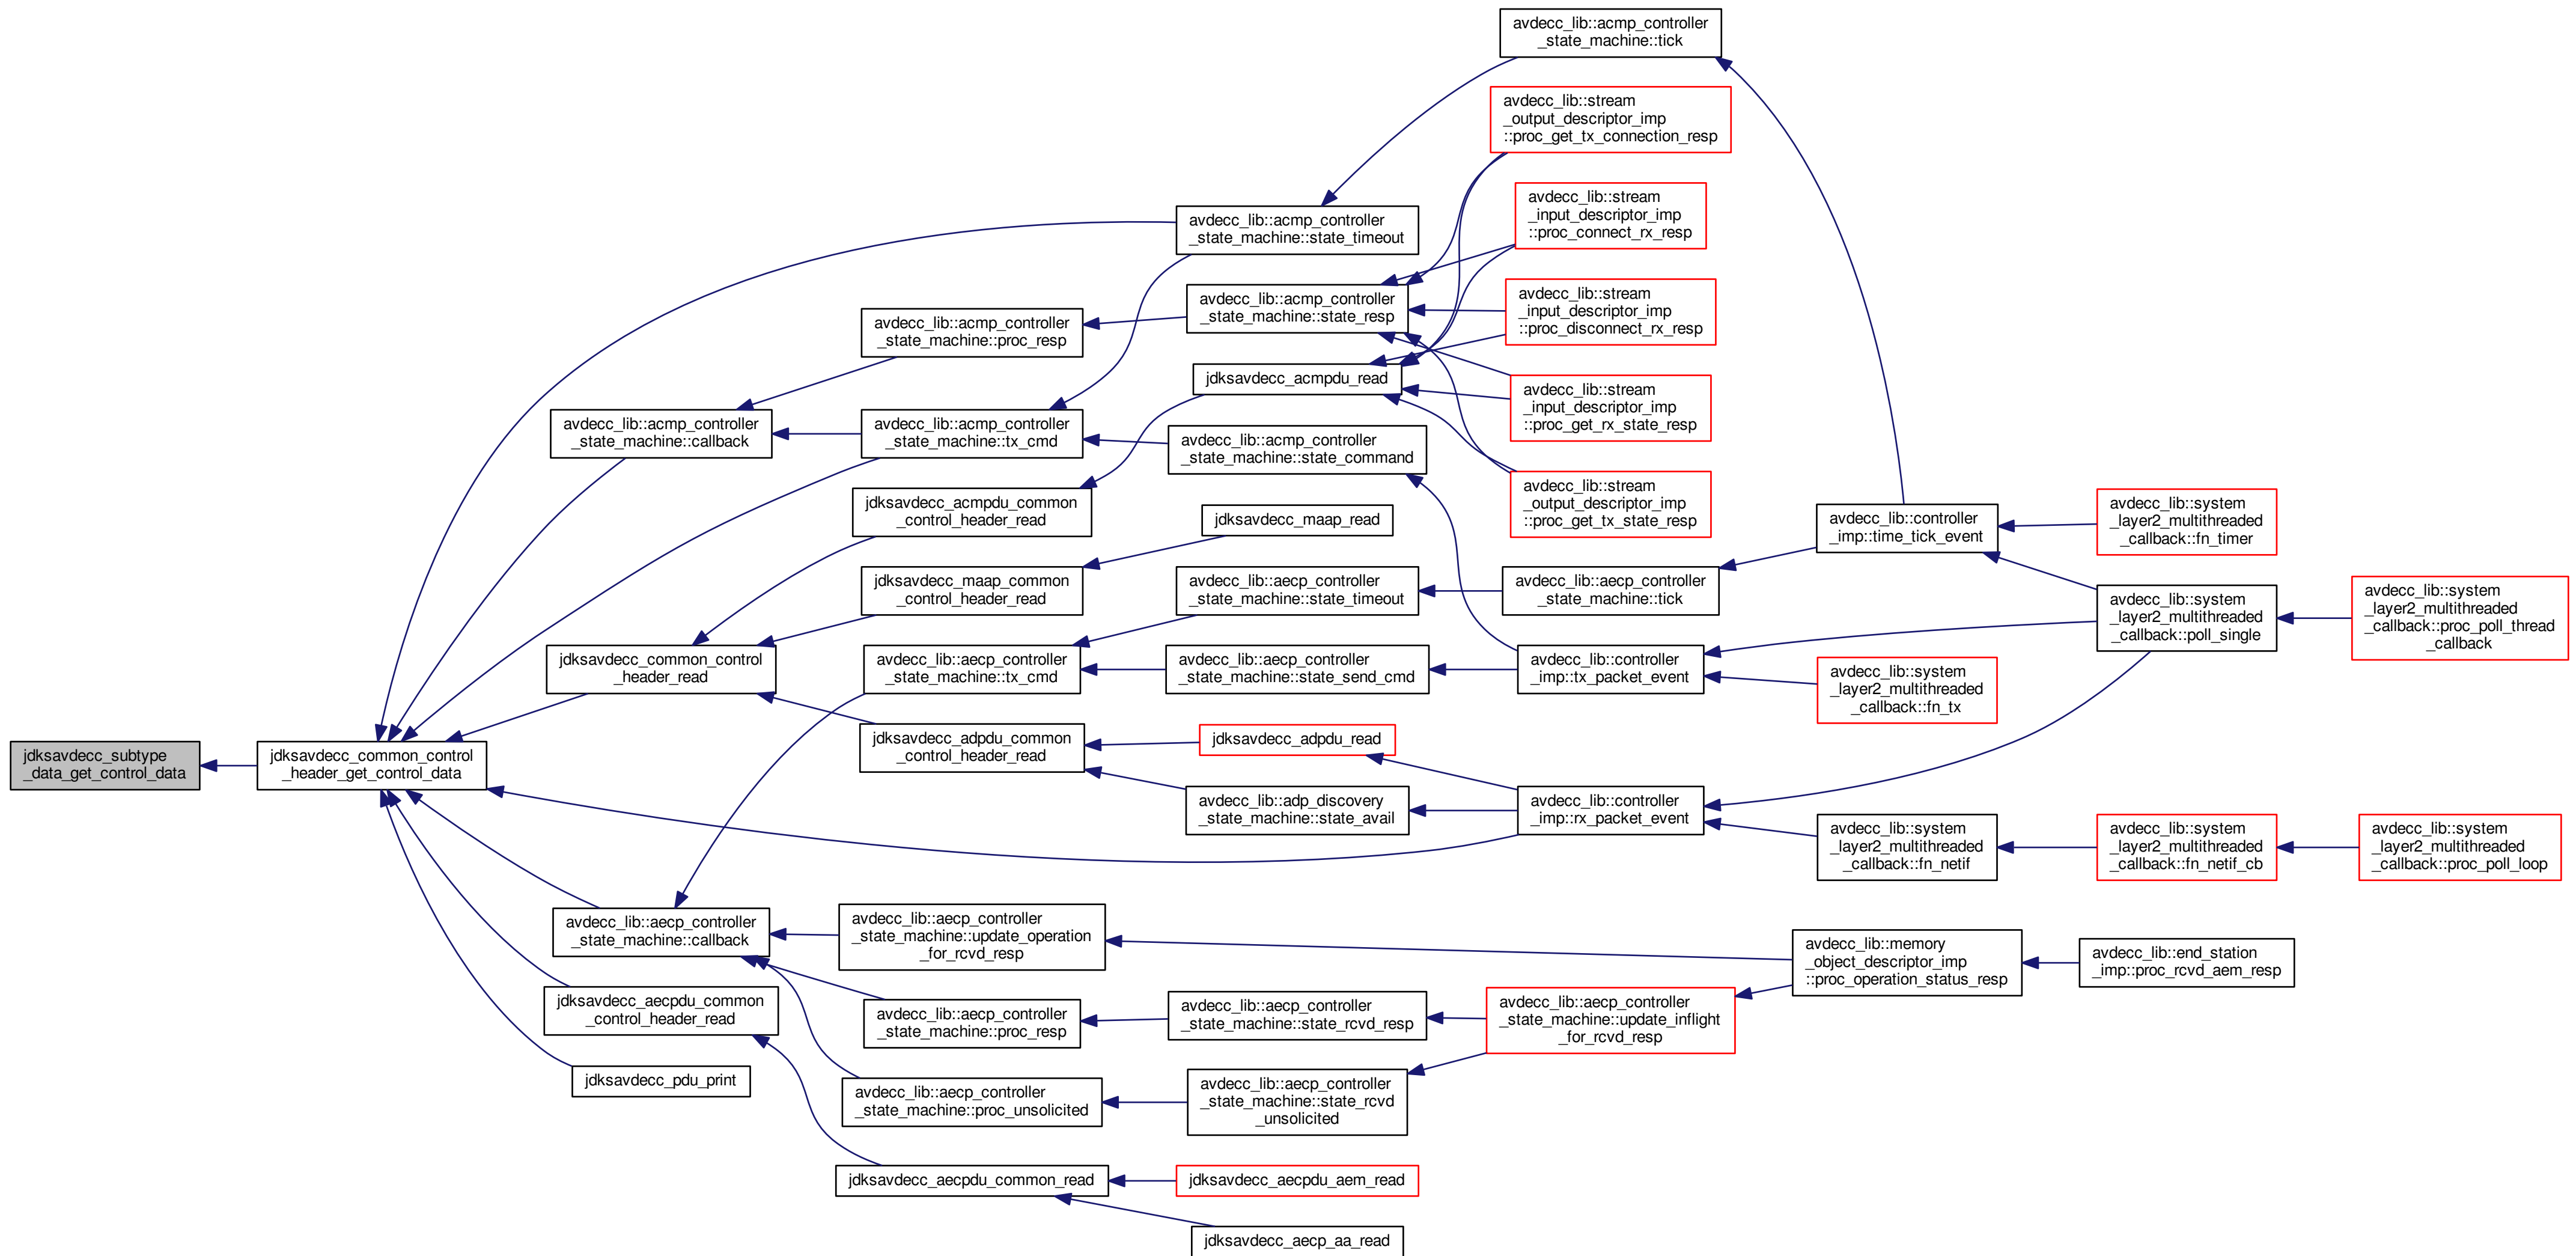 jdksavdecc_subtype
_data_get_control_data
jdksavdecc_common_control
_header_get_control_data
avdecc_lib::acmp_controller
_state_machine::callback
jdksavdecc_common_control
_header_read
avdecc_lib::aecp_controller
_state_machine::callback
jdksavdecc_aecpdu_common
_control_header_read
jdksavdecc_pdu_print
avdecc_lib::acmp_controller
_state_machine::proc_resp
avdecc_lib::acmp_controller
_state_machine::tx_cmd
jdksavdecc_acmpdu_common
_control_header_read
jdksavdecc_maap_common
_control_header_read
avdecc_lib::aecp_controller
_state_machine::tx_cmd
jdksavdecc_adpdu_common
_control_header_read
avdecc_lib::aecp_controller
_state_machine::update_operation
_for_rcvd_resp
avdecc_lib::aecp_controller
_state_machine::proc_resp
avdecc_lib::aecp_controller
_state_machine::proc_unsolicited
jdksavdecc_aecpdu_common_read
avdecc_lib::acmp_controller
_state_machine::state_timeout
avdecc_lib::acmp_controller
_state_machine::state_resp
jdksavdecc_acmpdu_read
avdecc_lib::acmp_controller
_state_machine::state_command
jdksavdecc_maap_read
avdecc_lib::aecp_controller
_state_machine::state_timeout
avdecc_lib::aecp_controller
_state_machine::state_send_cmd
jdksavdecc_adpdu_read
avdecc_lib::adp_discovery
_state_machine::state_avail
avdecc_lib::aecp_controller
_state_machine::state_rcvd_resp
avdecc_lib::aecp_controller
_state_machine::state_rcvd
_unsolicited
jdksavdecc_aecpdu_aem_read
jdksavdecc_aecp_aa_read
avdecc_lib::acmp_controller
_state_machine::tick
avdecc_lib::stream
_output_descriptor_imp
::proc_get_tx_connection_resp
avdecc_lib::stream
_input_descriptor_imp
::proc_connect_rx_resp
avdecc_lib::stream
_input_descriptor_imp
::proc_disconnect_rx_resp
avdecc_lib::stream
_input_descriptor_imp
::proc_get_rx_state_resp
avdecc_lib::stream
_output_descriptor_imp
::proc_get_tx_state_resp
avdecc_lib::aecp_controller
_state_machine::tick
avdecc_lib::controller
_imp::tx_packet_event
avdecc_lib::controller
_imp::rx_packet_event
avdecc_lib::aecp_controller
_state_machine::update_inflight
_for_rcvd_resp
avdecc_lib::controller
_imp::time_tick_event
avdecc_lib::system
_layer2_multithreaded
_callback::fn_tx
avdecc_lib::system
_layer2_multithreaded
_callback::fn_netif
avdecc_lib::memory
_object_descriptor_imp
::proc_operation_status_resp
avdecc_lib::system
_layer2_multithreaded
_callback::fn_timer
avdecc_lib::system
_layer2_multithreaded
_callback::poll_single
avdecc_lib::system
_layer2_multithreaded
_callback::fn_netif_cb
avdecc_lib::end_station
_imp::proc_rcvd_aem_resp
avdecc_lib::system
_layer2_multithreaded
_callback::proc_poll_thread
_callback
avdecc_lib::system
_layer2_multithreaded
_callback::proc_poll_loop